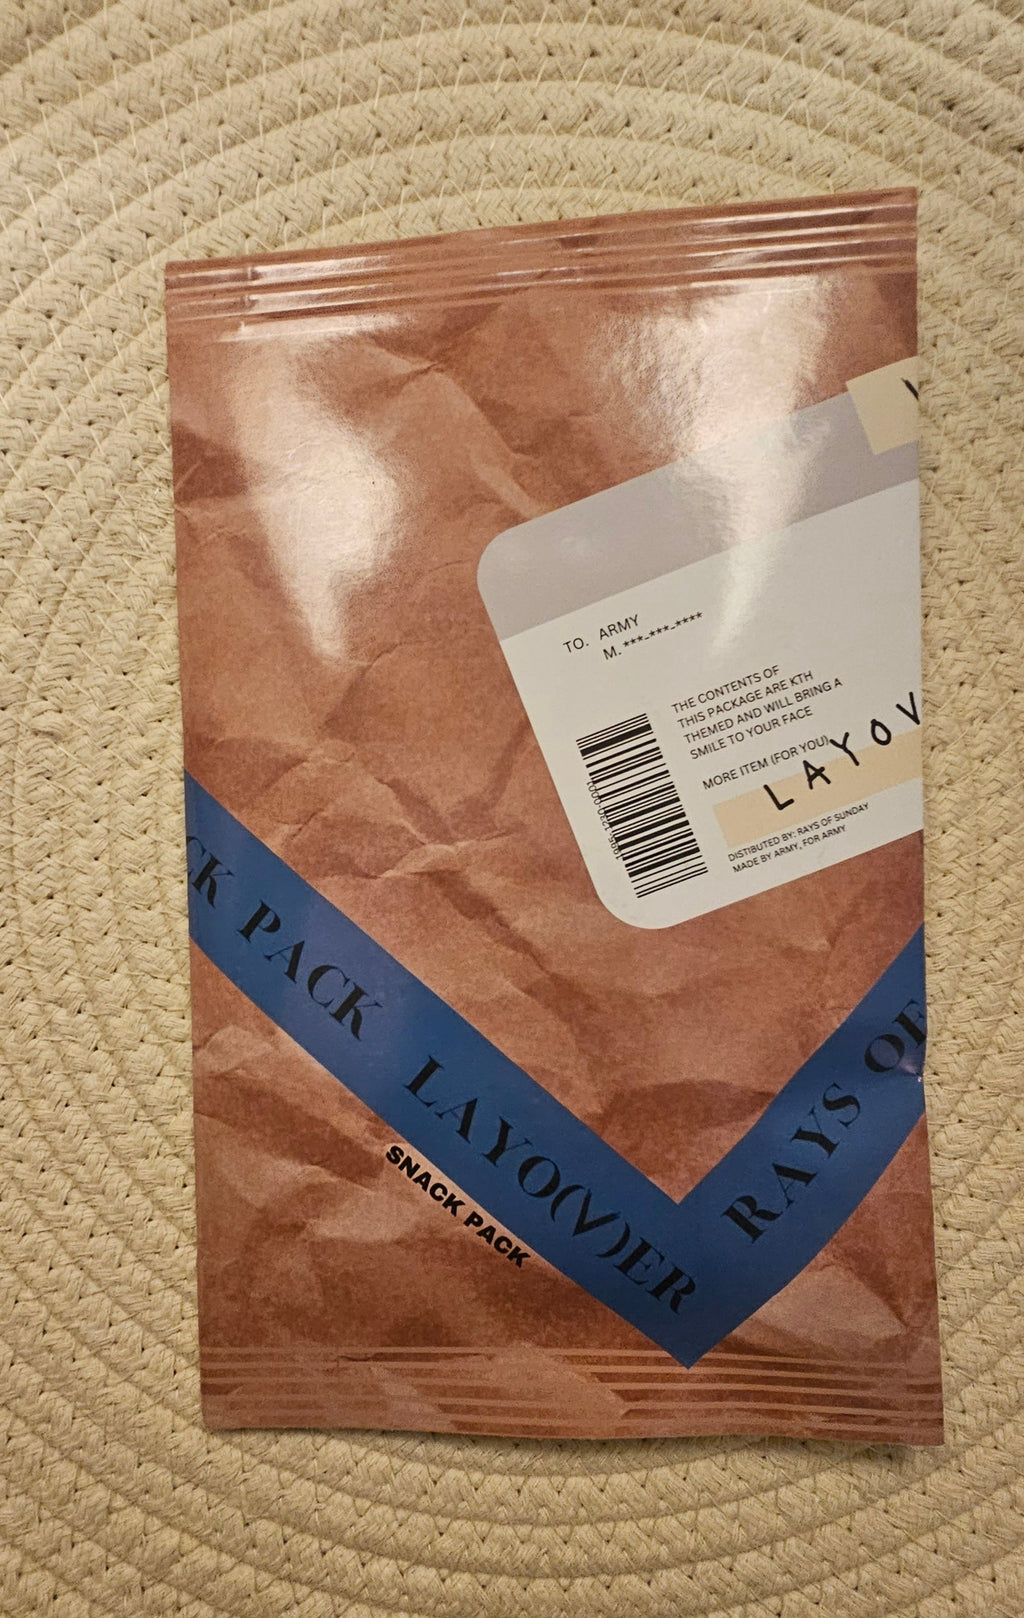 TO. ARMY
M. ***-***-****
THE CONTENTS OF
THIS PACKAGE ARE KTH
THEMED AND WILL BRING A
SMILE TO YOUR FACE
MORE ITEM (FOR YOU)
LAYOV
DISTIBUTED BY: RAYS OF SUNDAY
MADE BY ARMY, FOR ARMY
CK PACK LAYO(V)ER
RAYS OF
SNACK PACK